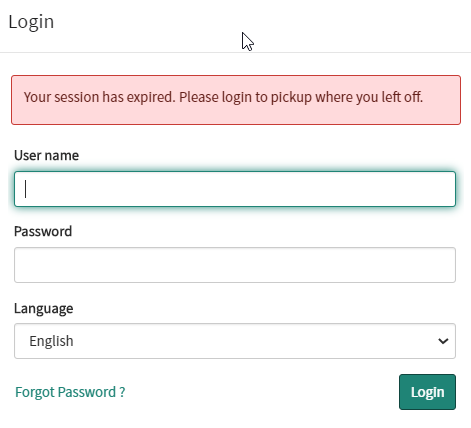 Login
Your session has expired. Please login to pickup where you left off.
User name
Password
Language
English
Forgot Password ?
Login